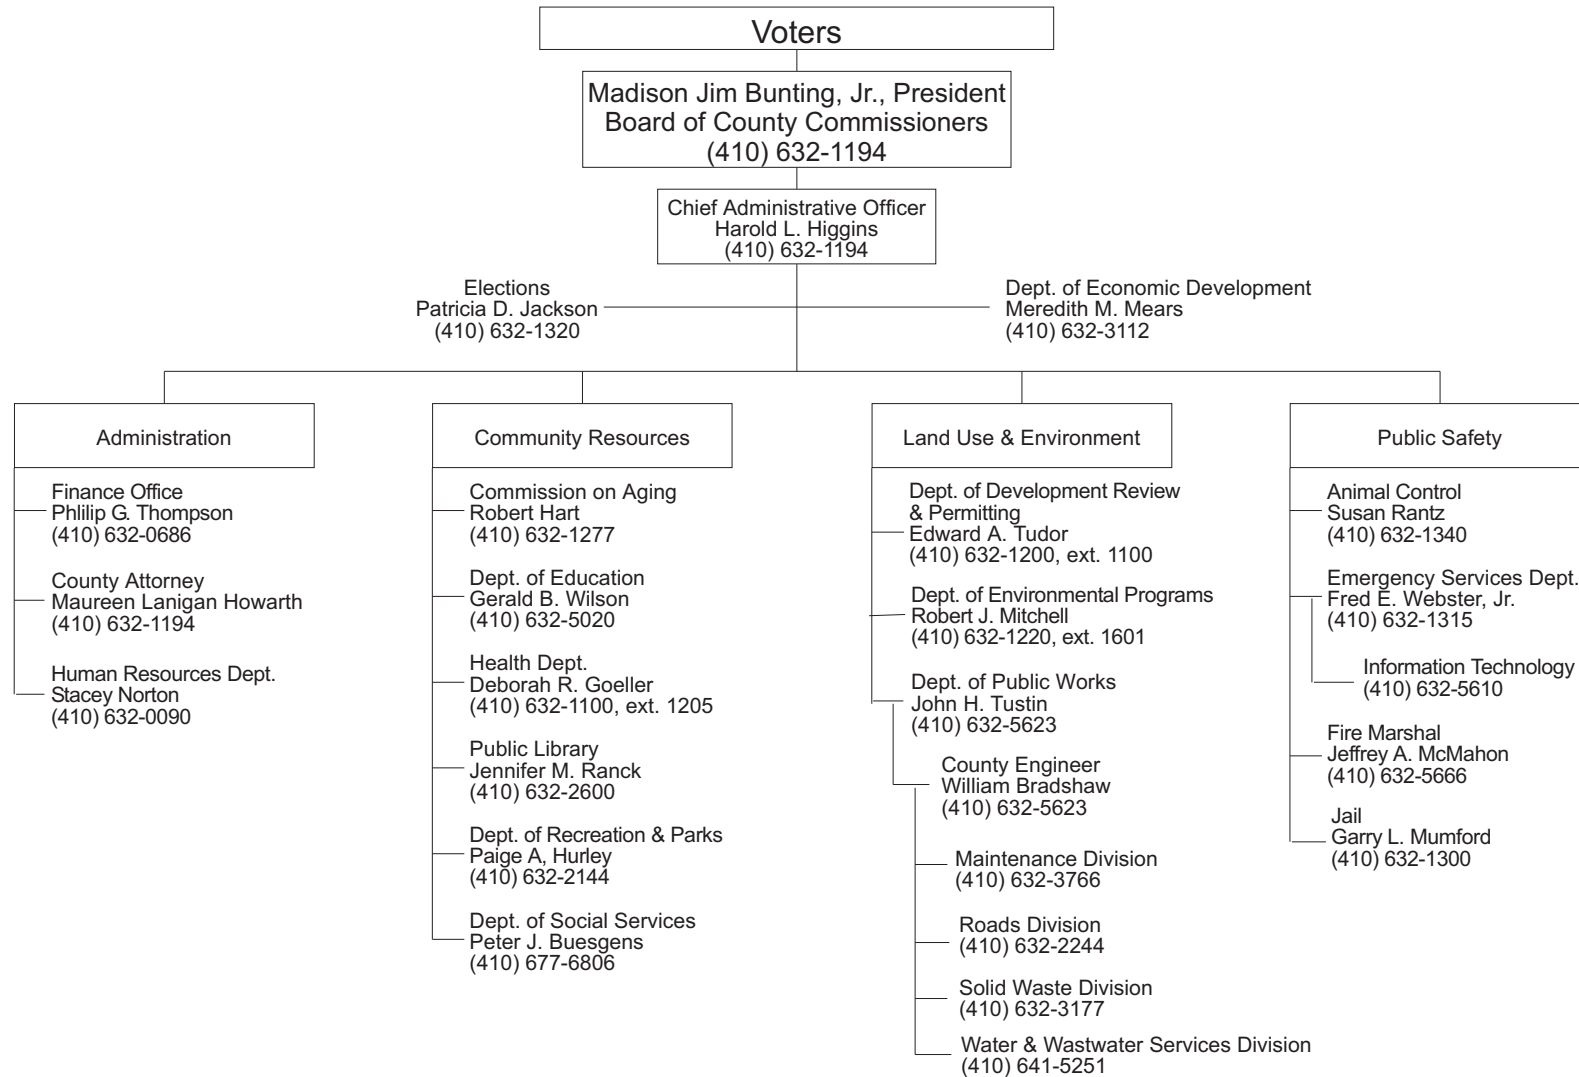 Voters
Madison Jim Bunting, Jr., President
Board of County Commissioners
(410) 632-1194
Chief Administrative Officer
Harold L. Higgins
(410) 632-1194
Elections
Patricia D. Jackson
(410) 632-1320
Dept. of Economic Development
Meredith M. Mears
(410) 632-3112
Administration
Finance Office
Phlilip G. Thompson
(410) 632-0686
County Attorney
Maureen Lanigan Howarth
(410) 632-1194
Human Resources Dept.
Stacey Norton
(410) 632-0090
Community Resources
Commission on Aging
Robert Hart
(410) 632-1277
Dept. of Education
Gerald B. Wilson
(410) 632-5020
Health Dept.
Deborah R. Goeller
(410) 632-1100, ext. 1205
Public Library
Jennifer M. Ranck
(410) 632-2600
Dept. of Recreation & Parks
Paige A, Hurley
(410) 632-2144
Dept. of Social Services
Peter J. Buesgens
(410) 677-6806
Land Use & Environment
Dept. of Development Review
& Permitting
Edward A. Tudor
(410) 632-1200, ext. 1100
Dept. of Environmental Programs
Robert J. Mitchell
(410) 632-1220, ext. 1601
Dept. of Public Works
John H. Tustin
(410) 632-5623
County Engineer
William Bradshaw
(410) 632-5623
Maintenance Division
(410) 632-3766
Roads Division
(410) 632-2244
Solid Waste Division
(410) 632-3177
Water & Wastwater Services Division
(410) 641-5251
Public Safety
Animal Control
Susan Rantz
(410) 632-1340
Emergency Services Dept.
Fred E. Webster, Jr.
(410) 632-1315
Information Technology
(410) 632-5610
Fire Marshal
Jeffrey A. McMahon
(410) 632-5666
Jail
Garry L. Mumford
(410) 632-1300